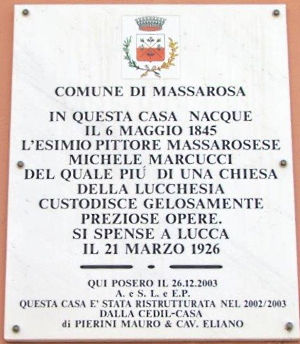 COMUNE DI MASSAROSA
IN QUESTA CASA NACQUE
IL 6 MAGGIO 1845
L'ESIMIO PITTORE MASSAROSESE
MICHELE MARCUCCI
DEL QUALE PIÚ DI UNA CHIESA
DELLA LUCCHESIA
CUSTODISCE GELOSAMENTE
PREZIOSE OPERE.
SI SPENSE A LUCCA
IL 21 MARZO 1926
QUI POSERO IL 26.12.2003
A. e S. L. e E.P.
QUESTA CASA E' STATA RISTRUTTURATA NEL 2002/2003
DALLA CEDIL-CASA
di PIERINI MAURO & CAV. ELIANO